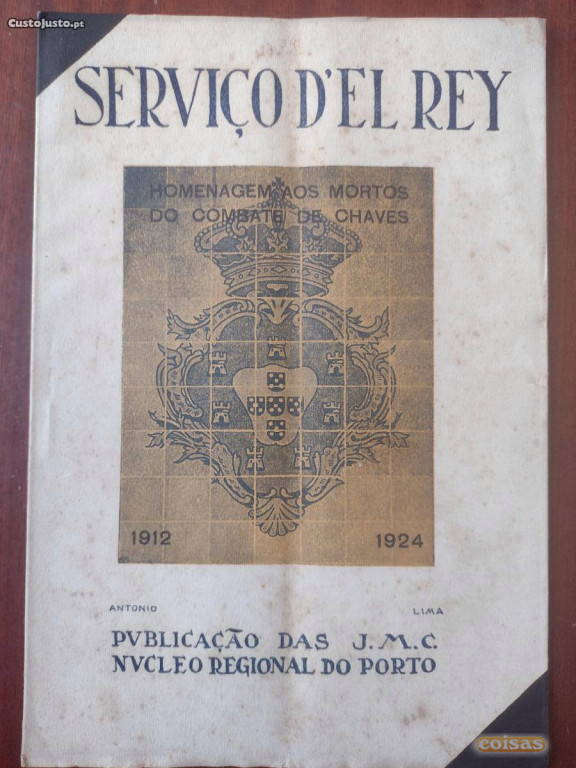 CustoJusto.pt
SERVIÇO D'EL REY
HOMENAGEM AOS MORTOS
DO COMBATE DE CHAVES
1912 1924
ANTONIO LIMA
PVBLICAÇÃO DAS J.M.C.
NVCLEO REGIONAL DO PORTO
coisas